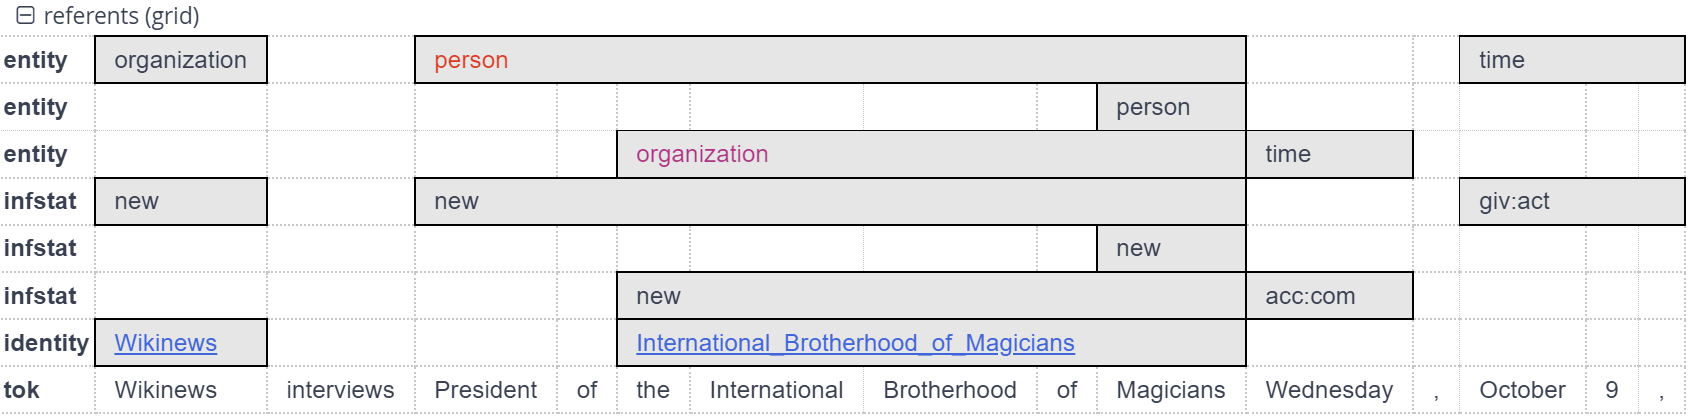 referents (grid)
entity organization person time
entity person
entity organization time
infstat new new giv:act
infstat new
infstat new acc:com
identity Wikinews International_Brotherhood_of_Magicians
tok Wikinews interviews President of the International Brotherhood of Magicians Wednesday , October 9 ,